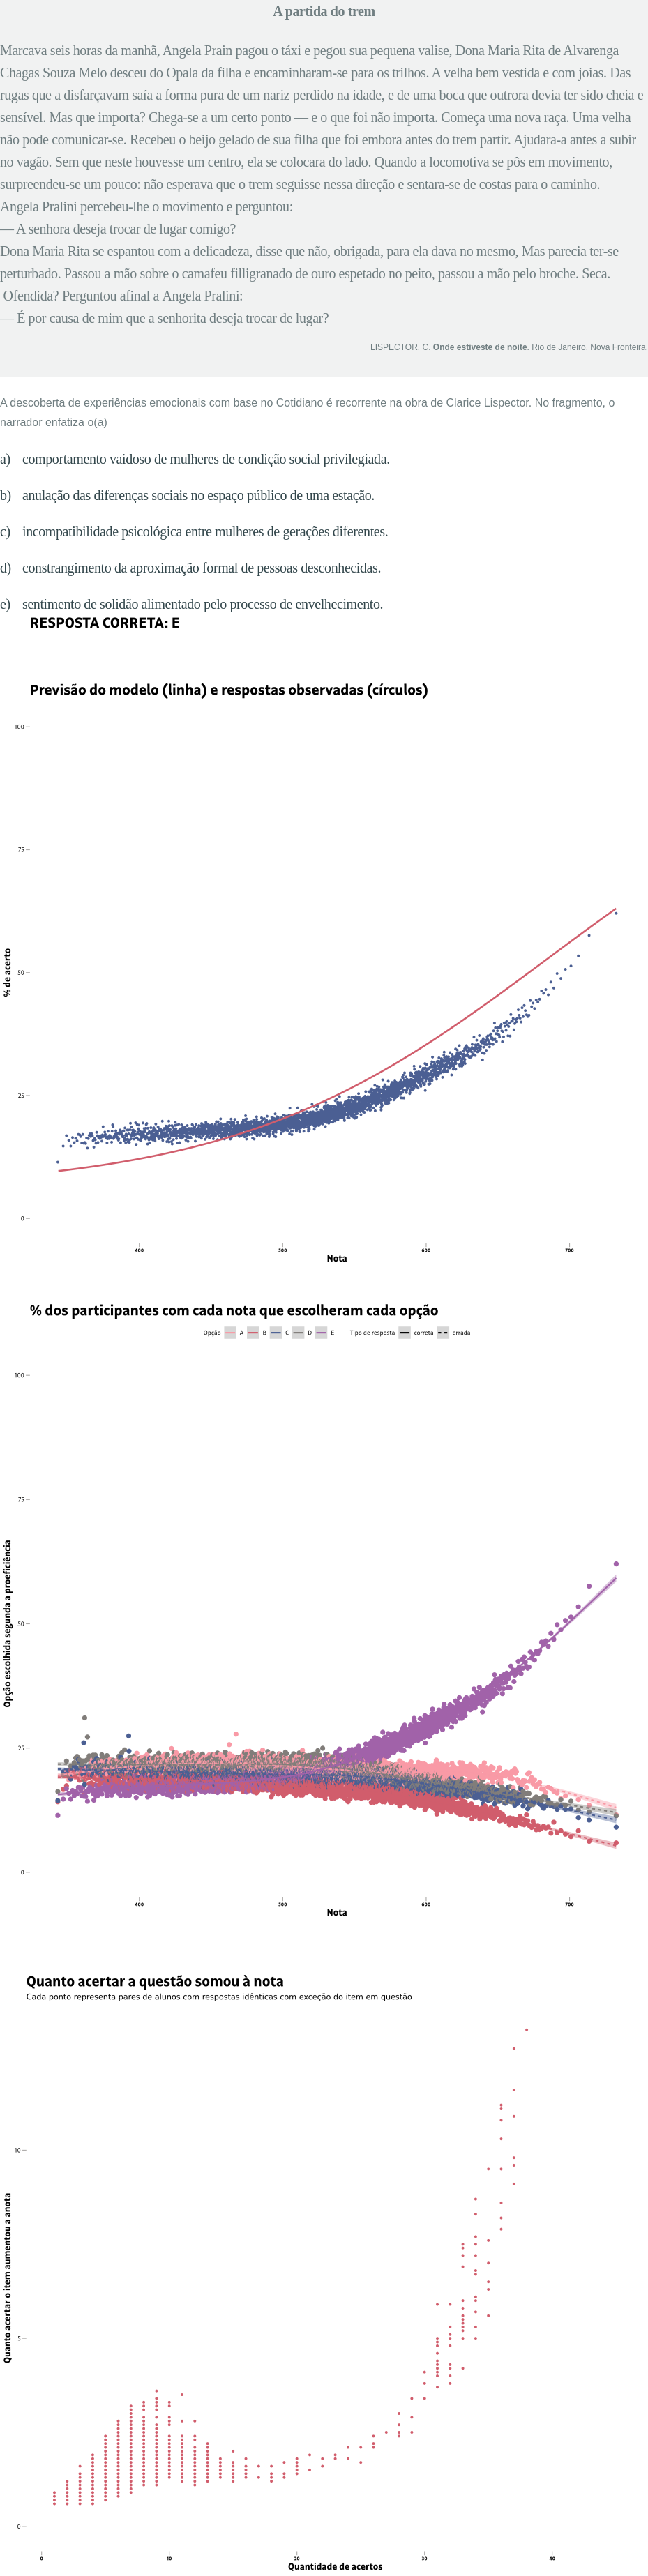 A partida do trem
Marcava seis horas da manhã, Angela Prain pagou o táxi e pegou sua pequena valise, Dona Maria Rita de Alvarenga
Chagas Souza Melo desceu do Opala da filha e encaminharam-se para os trilhos. A velha bem vestida e com joias. Das
rugas que a disfarçavam saía a forma pura de um nariz perdido na idade, e de uma boca que outrora devia ter sido cheia e
sensível. Mas que importa? Chega-se a um certo ponto — e o que foi não importa. Começa uma nova raça. Uma velha
não pode comunicar-se. Recebeu o beijo gelado de sua filha que foi embora antes do trem partir. Ajudara-a antes a subir
no vagão. Sem que neste houvesse um centro, ela se colocara do lado. Quando a locomotiva se pôs em movimento,
surpreendeu-se um pouco: não esperava que o trem seguisse nessa direção e sentara-se de costas para o caminho.
Angela Pralini percebeu-lhe o movimento e perguntou:
— A senhora deseja trocar de lugar comigo?
Dona Maria Rita se espantou com a delicadeza, disse que não, obrigada, para ela dava no mesmo, Mas parecia ter-se
perturbado. Passou a mão sobre o camafeu filligranado de ouro espetado no peito, passou a mão pelo broche. Seca.
Ofendida? Perguntou afinal a Angela Pralini:
— É por causa de mim que a senhorita deseja trocar de lugar?
LISPECTOR, C. Onde estiveste de noite. Rio de Janeiro. Nova Fronteira.
A descoberta de experiências emocionais com base no Cotidiano é recorrente na obra de Clarice Lispector. No fragmento, o
narrador enfatiza o(a)
a) comportamento vaidoso de mulheres de condição social privilegiada.
b) anulação das diferenças sociais no espaço público de uma estação.
c) incompatibilidade psicológica entre mulheres de gerações diferentes.
d) constrangimento da aproximação formal de pessoas desconhecidas.
e) sentimento de solidão alimentado pelo processo de envelhecimento.
RESPOSTA CORRETA: E
Previsão do modelo (linha) e respostas observadas (círculos)
100
75
50
25
0
% de acerto
400 500 600 700
Nota
% dos participantes com cada nota que escolheram cada opção
Opção A B C D E Tipo de resposta correta errada
100
75
50
25
0
Opção escolhida segunda a proeficiência
400 500 600 700
Nota
Quanto acertar a questão somou à nota
Cada ponto representa pares de alunos com respostas idênticas com exceção do item em questão
10
5
0
Quanto acertar o item aumentou a anota
0 10 20 30 40
Quantidade de acertos